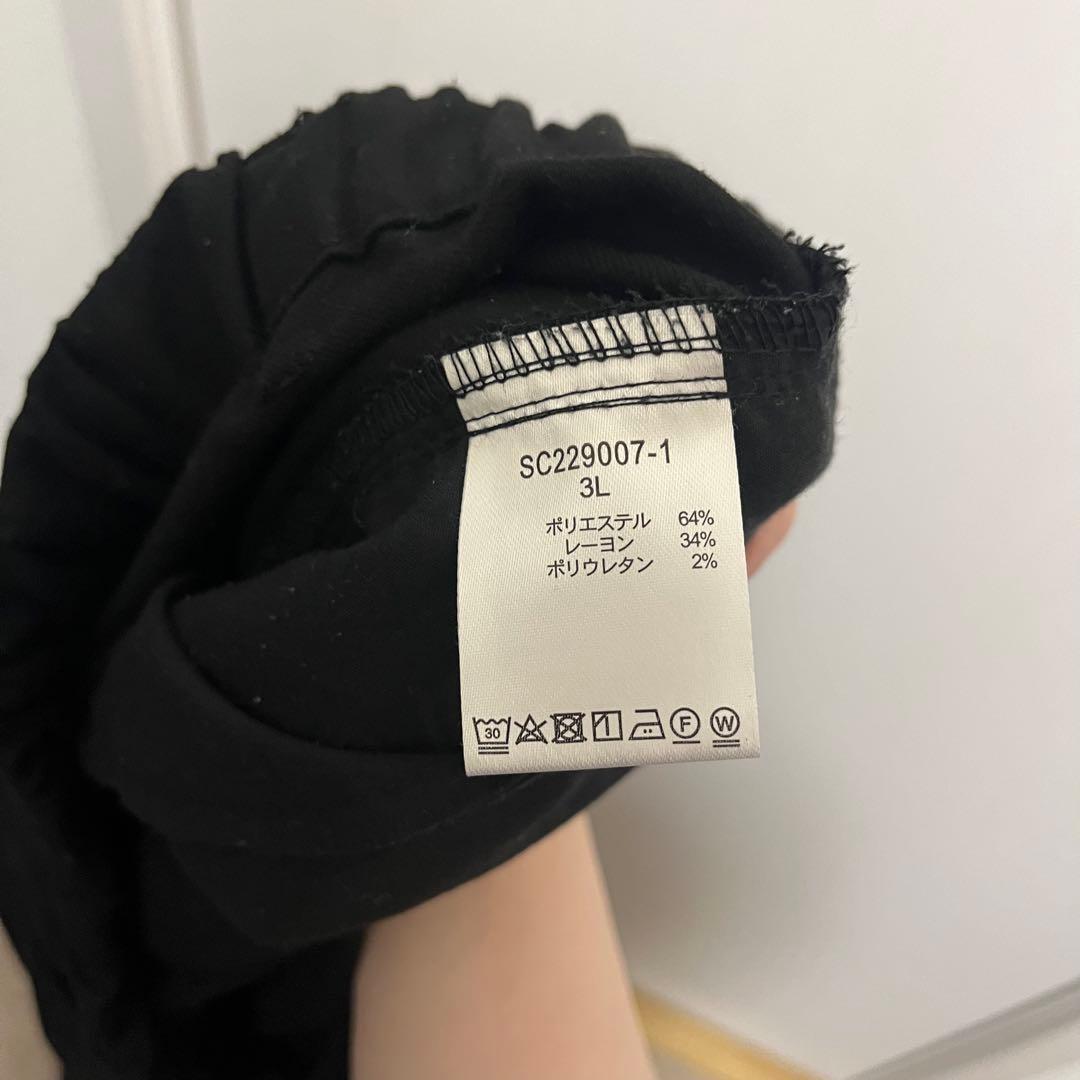 SC229007-1
3L
ポリエステル 64%
レーヨン 34%
ポリウレタン 2%
30 F W